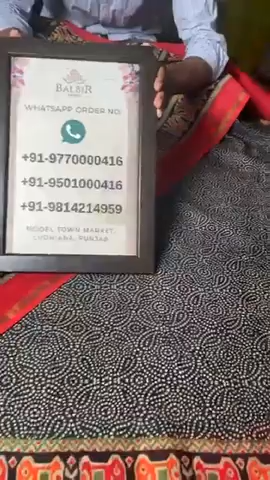 BALBIR
WHATSAPP ORDER NO.
+91-9770000416
+91-9501000416
+91-9814214959
MODEL TOWN MARKET,
LUDHIANA, PUNJAB